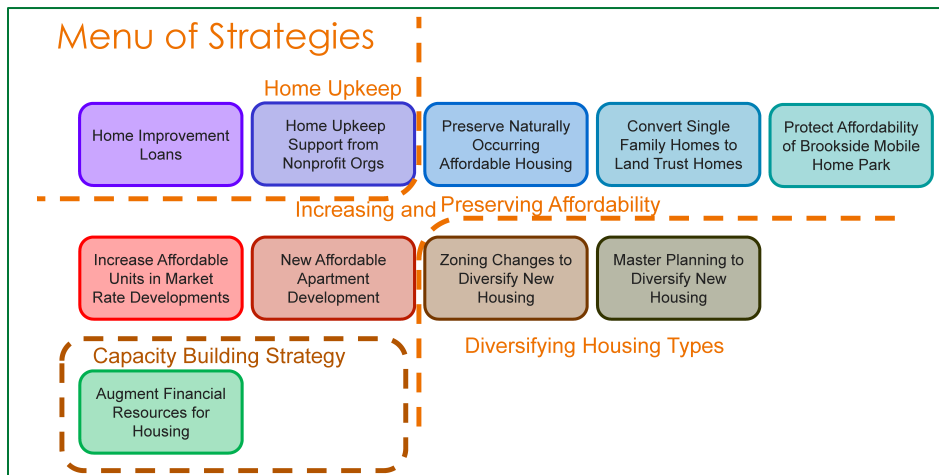 Menu of Strategies
Home Upkeep
Home Improvement
Loans
Home Upkeep
Support from
Nonprofit Orgs
Preserve Naturally
Occurring
Affordable Housing
Convert Single
Family Homes to
Land Trust Homes
Protect Affordability
of Brookside Mobile
Home Park
Increasing and Preserving Affordability
Increase Affordable
Units in Market
Rate Developments
New Affordable
Apartment
Development
Zoning Changes to
Diversify New
Housing
Master Planning to
Diversify New
Housing
Diversifying Housing Types
Capacity Building Strategy
Augment Financial
Resources for
Housing